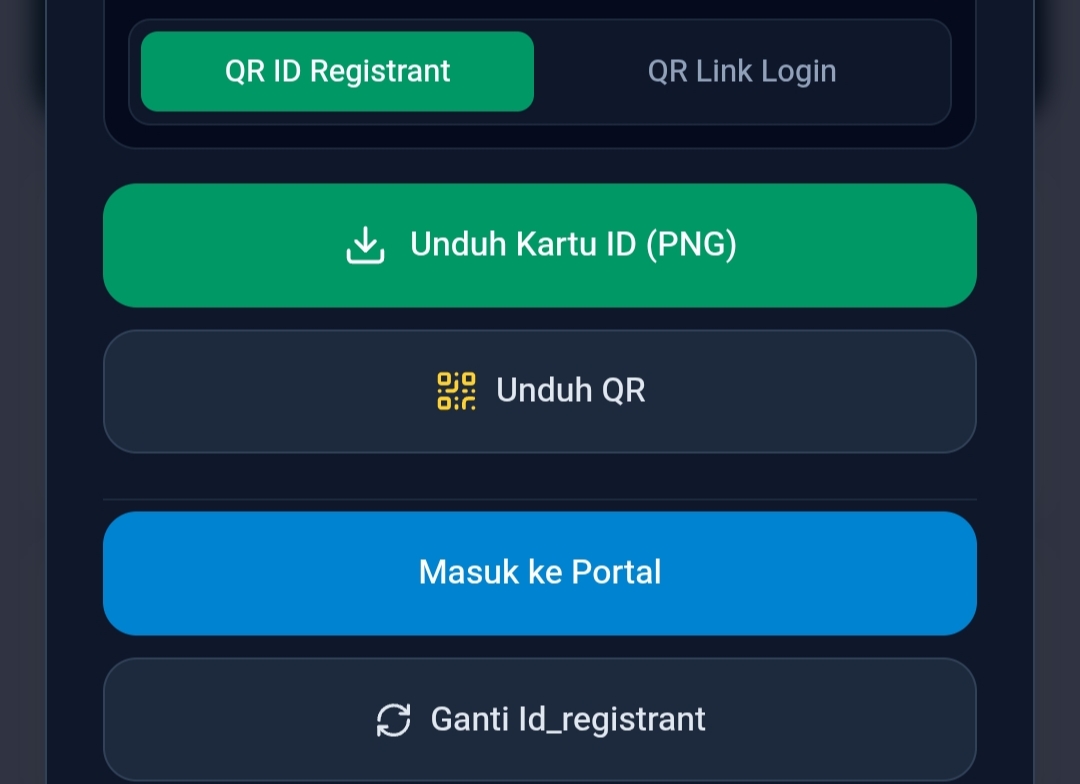 QR ID Registrant
QR Link Login
Unduh Kartu ID (PNG)
Unduh QR
Masuk ke Portal
Ganti Id_registrant